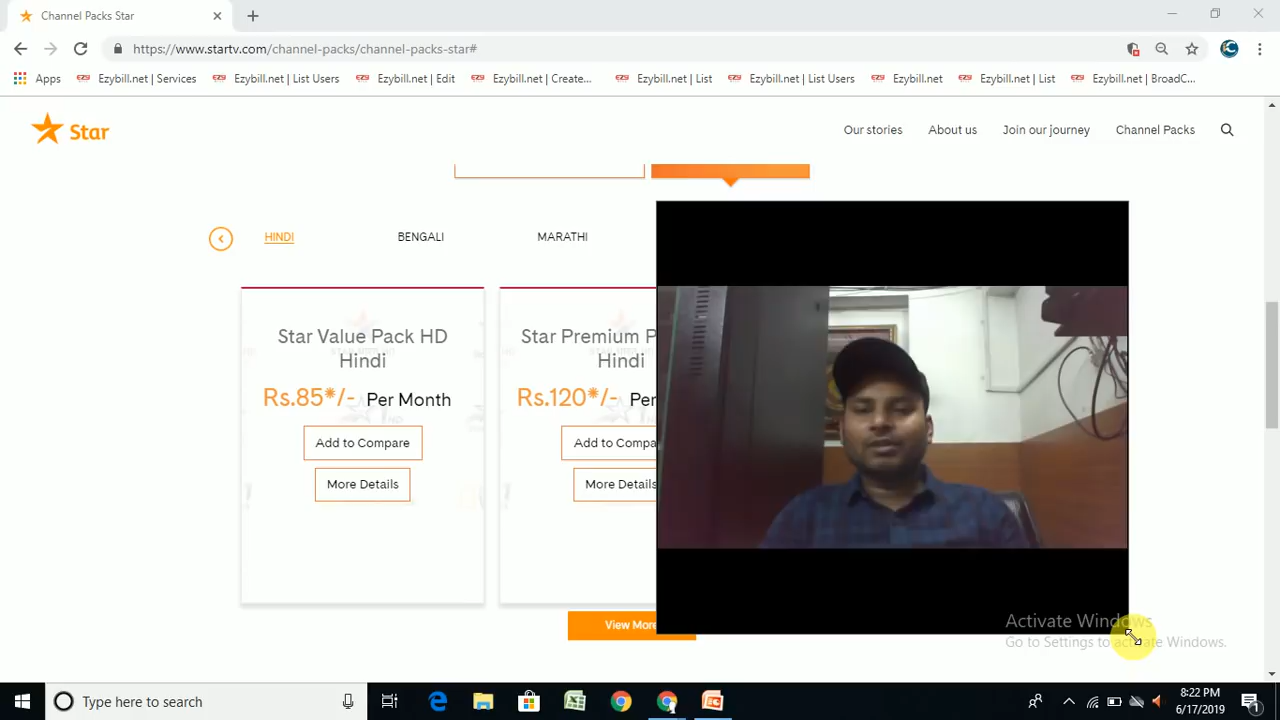 Channel Packs Star
https://www.startv.com/channel-packs/channel-packs-star#
Apps Ezybill.net | Services Ezybill.net | List Users Ezybill.net | Edit Ezybill.net | Create... Ezybill.net | List Ezybill.net | List Users Ezybill.net Ezybill.net | List Ezybill.net | BroadC...
Star Our stories About us Join our journey Channel Packs
HINDI BENGALI MARATHI
Star Value Pack HD
Hindi
Rs.85*/- Per Month
Add to Compare
More Details
Star Premium P
Hindi
Rs.120*/- Per
Add to Compa
More Details
View More
Activate Windows
Go to Settings to activate Windows.
Type here to search
8:22 PM
6/17/2019
1